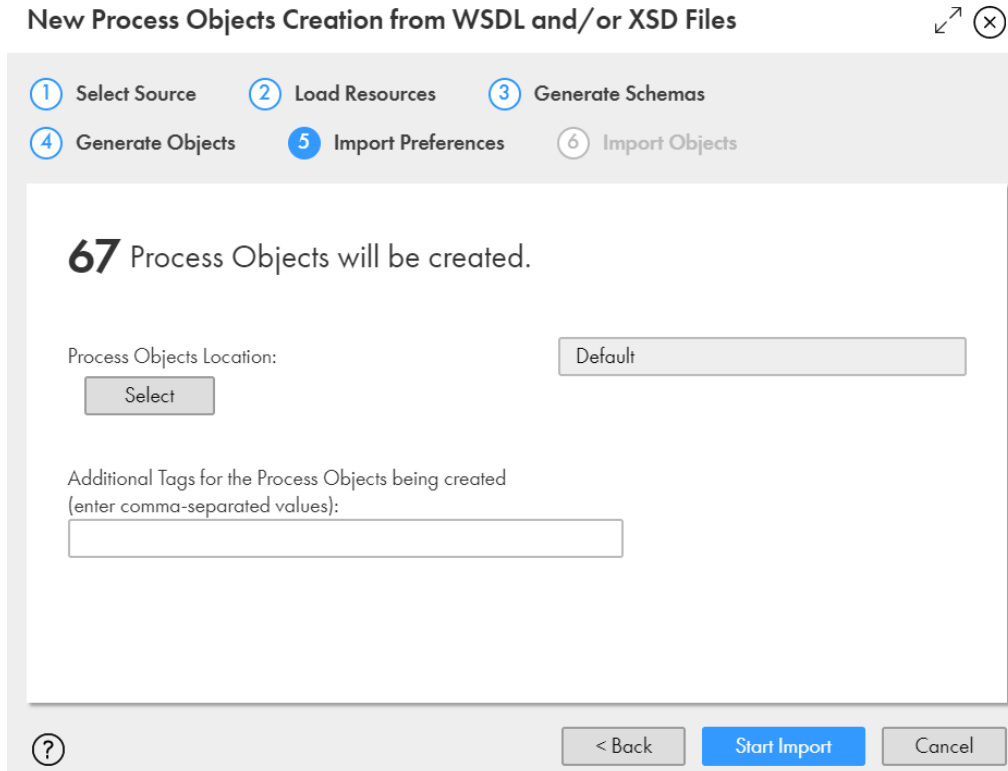 New Process Objects Creation from WSDL and/or XSD Files
1 Select Source 2 Load Resources 3 Generate Schemas
4 Generate Objects 5 Import Preferences 6 Import Objects
67 Process Objects will be created.
Process Objects Location: Default
Select
Additional Tags for the Process Objects being created
(enter comma-separated values):
? < Back Start Import Cancel